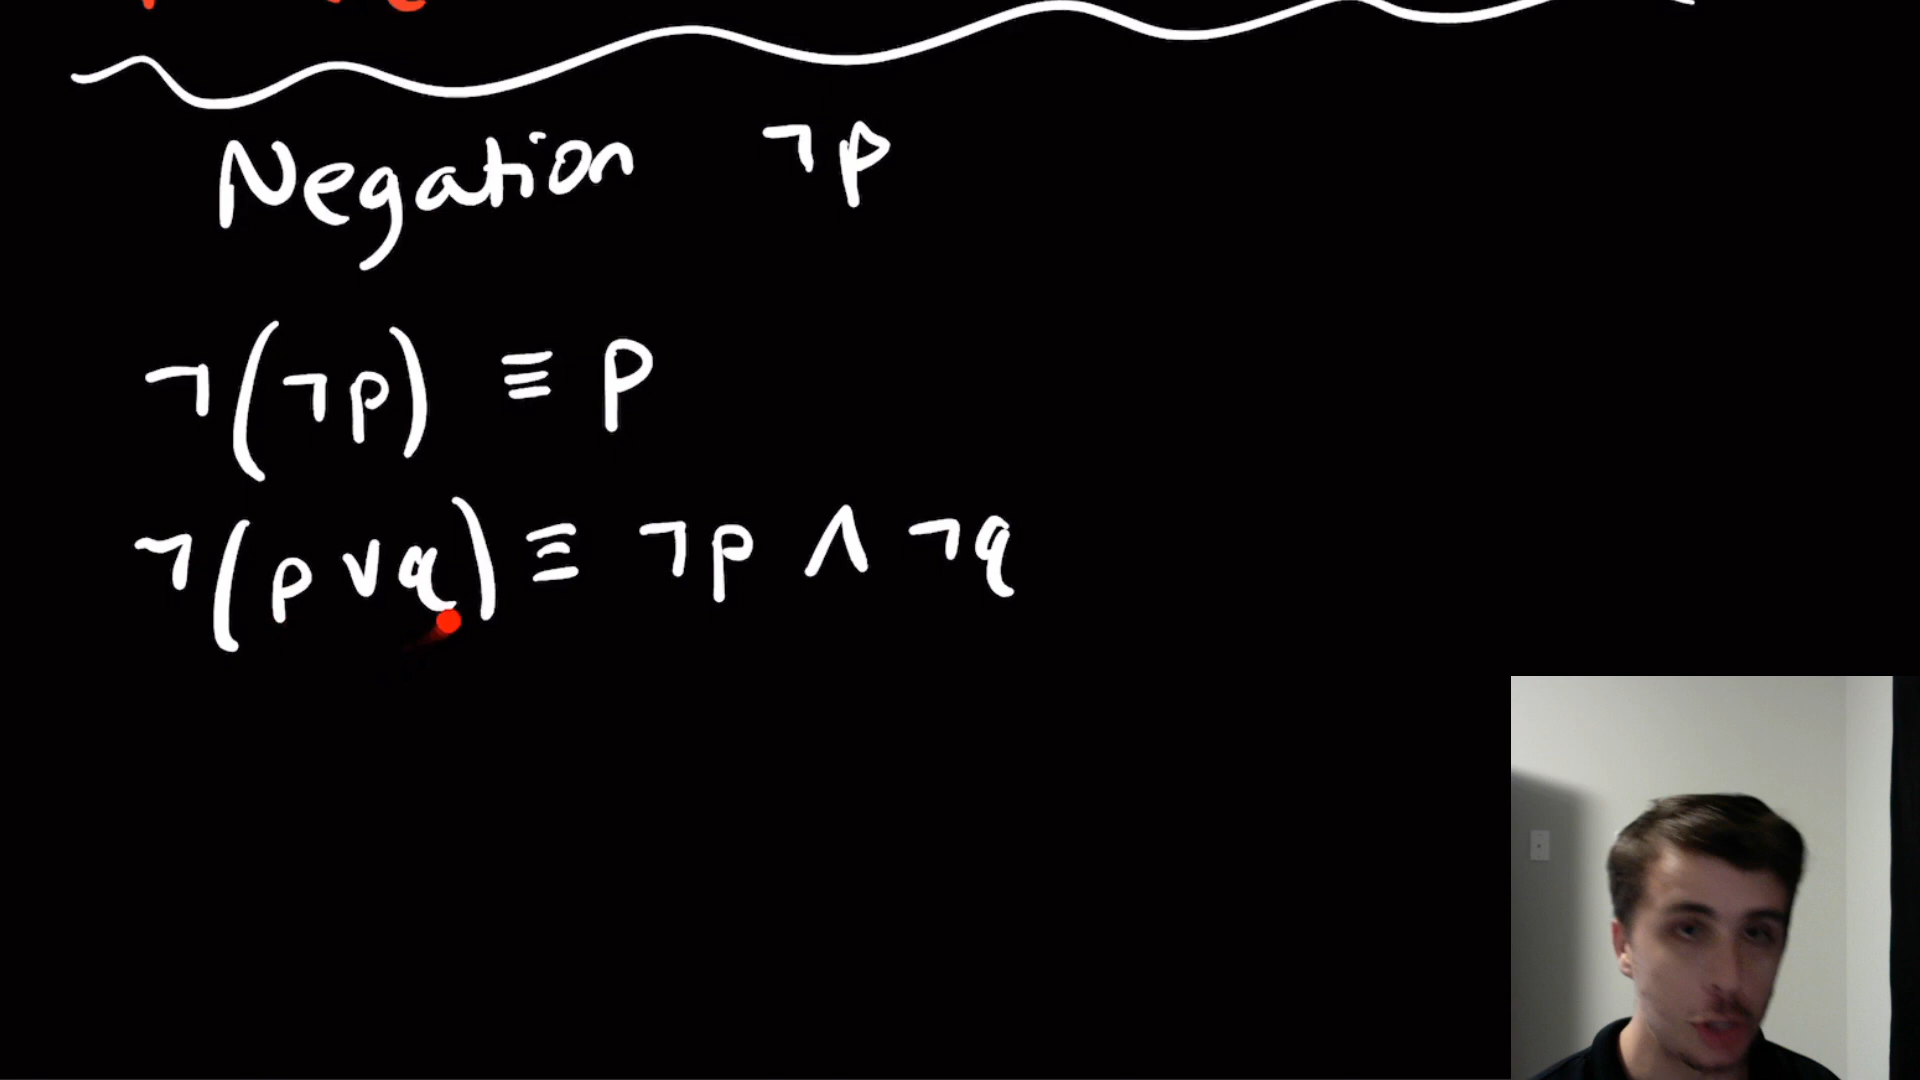 Negation ¬p
¬(¬p) ≡ p
¬(p ∨ q) ≡ ¬p ∧ ¬q